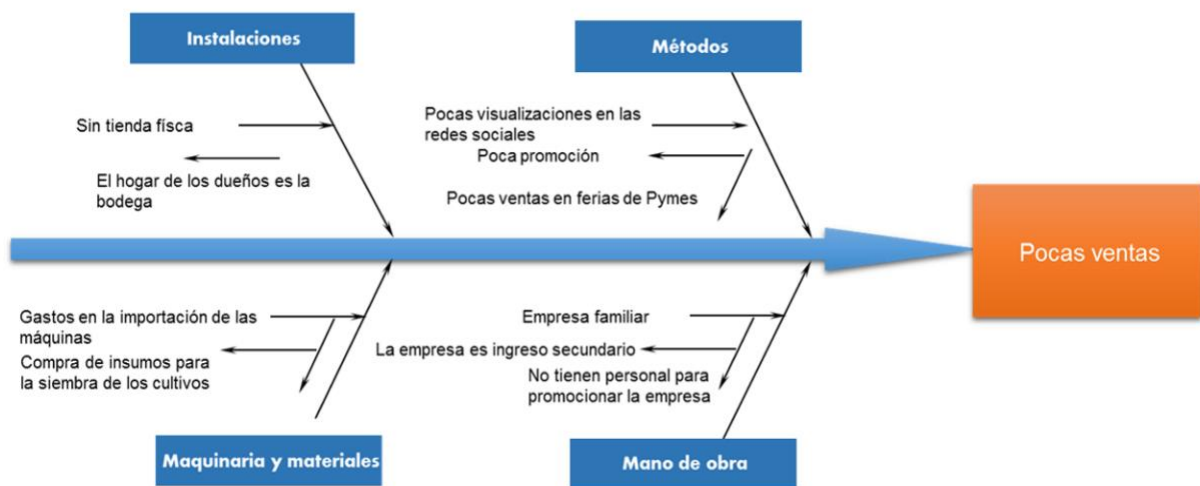 Instalaciones
Métodos
Sin tienda físca
El hogar de los dueños es la
bodega
Pocas visualizaciones en las
redes sociales
Poca promoción
Pocas ventas en ferias de Pymes
Pocas ventas
Gastos en la importación de las
máquinas
Compra de insumos para
la siembra de los cultivos
Empresa familiar
La empresa es ingreso secundario
No tienen personal para
promocionar la empresa
Maquinaria y materiales
Mano de obra